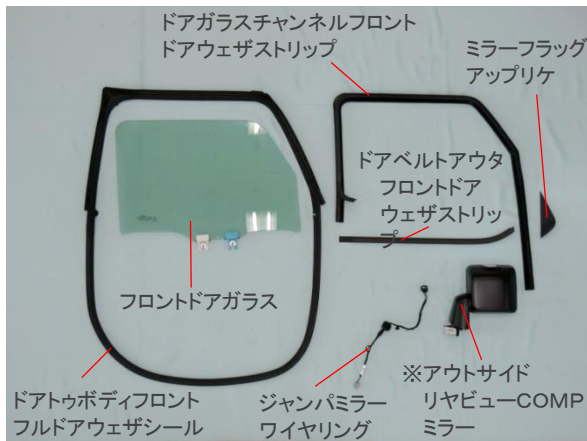 ドアガラスチャンネルフロント
ドアウェザストリップ
ミラーフラッグ
アップリケ
ドアベルトアウタ
フロントドア
ウェザストリッ
プ
フロントドアガラス
※アウトサイド
リヤビューCOMP
ミラー
ドアトゥボディフロント
フルドアウェザシール
ジャンパミラー
ワイヤリング